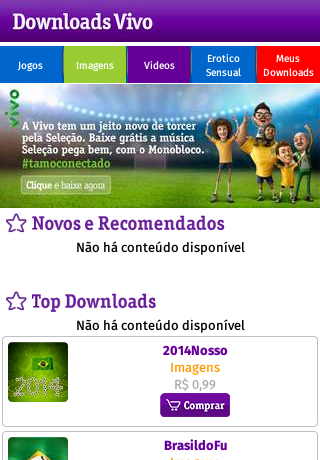 Downloads Vivo
Jogos
Imagens
Videos
Erotico
Sensual
Meus
Downloads
vivo
A Vivo tem um jeito novo de torcer
pela Seleção. Baixe grátis a música
Seleção pega bem, com o Monobloco.
#tamoconectado
Clique e baixe agora
Novos e Recomendados
Não há conteúdo disponível
Top Downloads
Não há conteúdo disponível
2014
2014Nosso
Imagens
R$ 0,99
Comprar
BrasildoFu